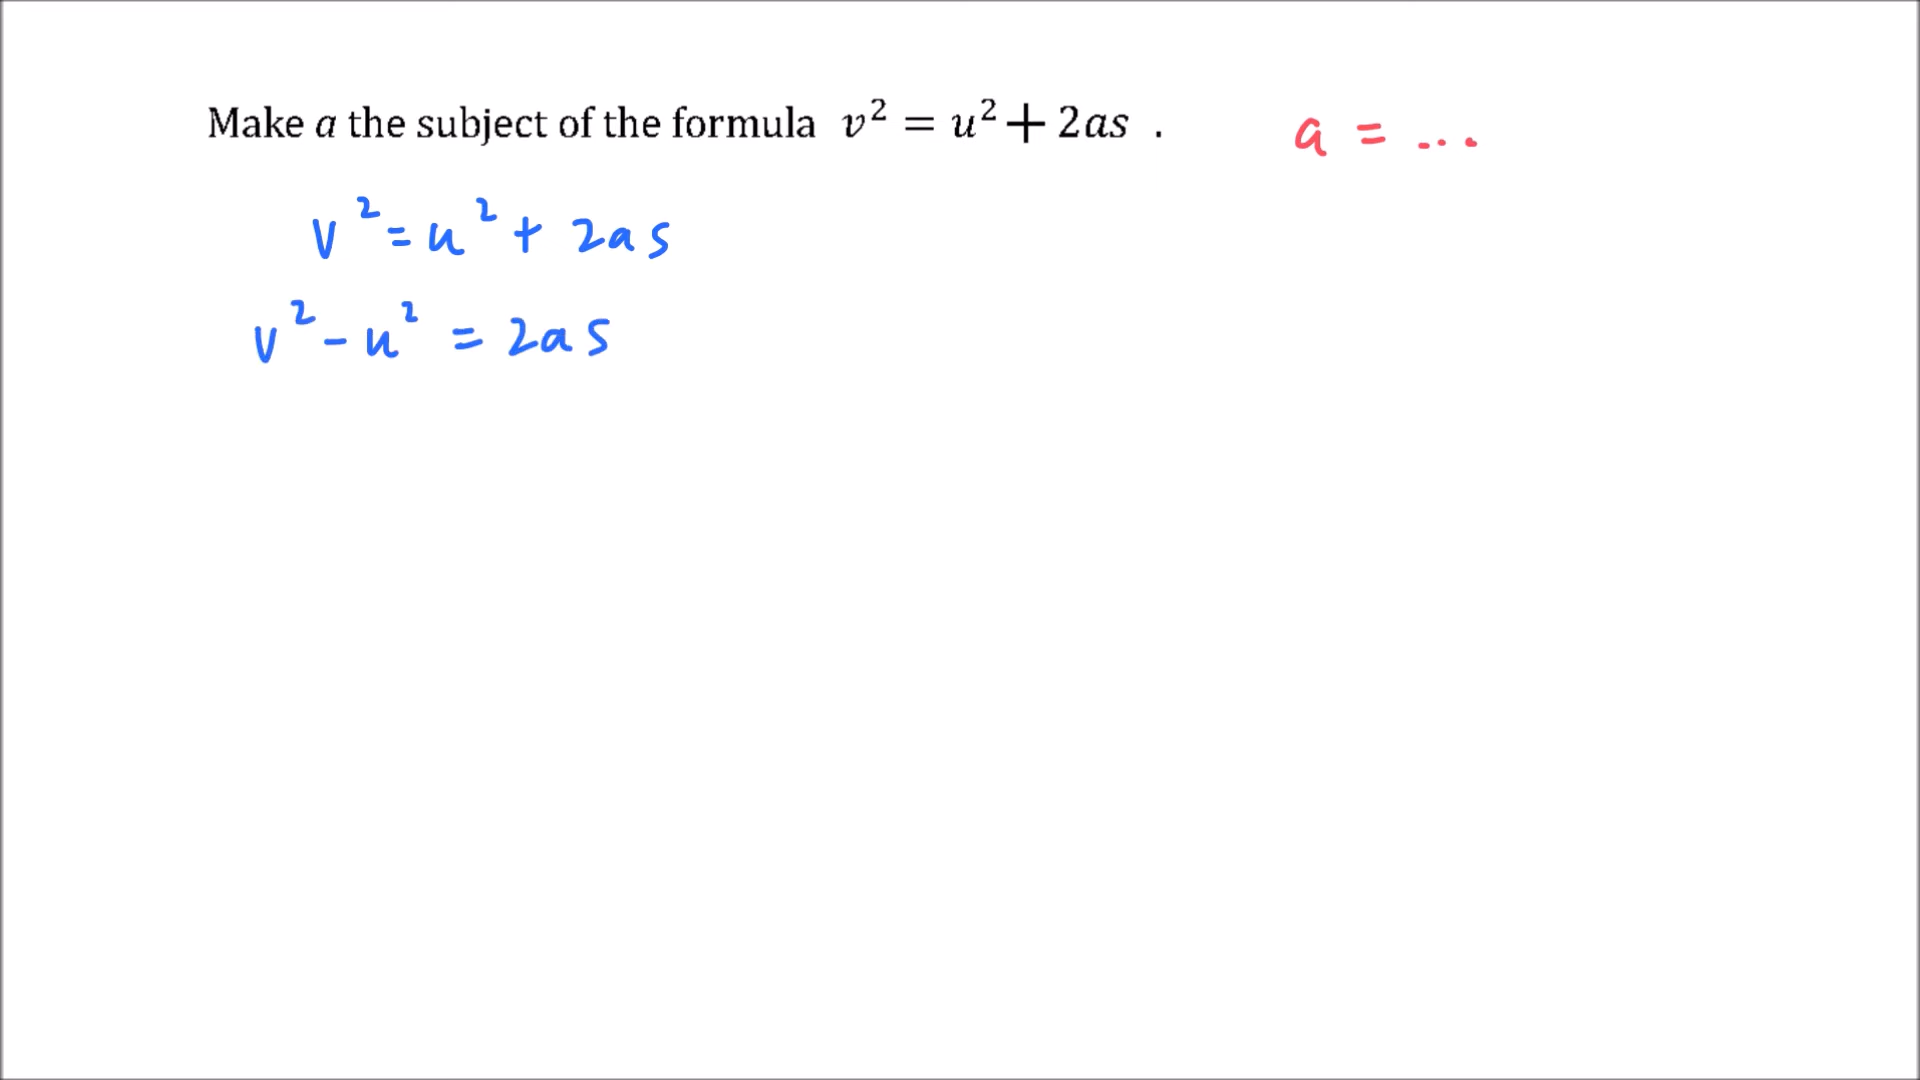 Make a the subject of the formula v² = u² + 2as .
a = ...
v² = u² + 2as
v² - u² = 2as